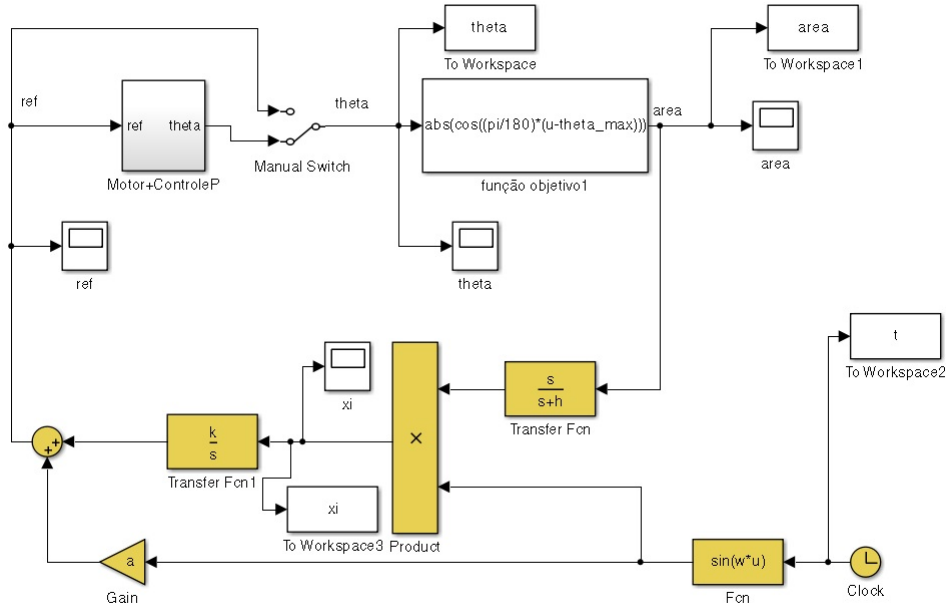 theta
To Workspace
area
To Workspace1
ref
ref
theta
Motor+ControleP
Manual Switch
theta
abs(cos((pi/180)*(u-theta_max)))
função objetivo1
area
area
ref
theta
t
To Workspace2
xi
s
s+h
Transfer Fcn
k
s
Transfer Fcn1
xi
To Workspace3
×
Product
++
a
Gain
sin(w*u)
Fcn
Clock